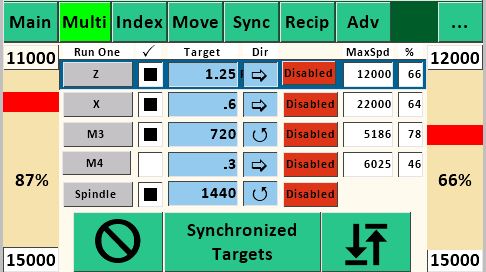 Main Multi Index Move Sync Recip Adv ...
11000 Run One ✓ Target Dir MaxSpd % 12000
Z 1.25 Disabled 12000 66
X .6 Disabled 22000 64
M3 720 Disabled 5186 78
M4 .3 Disabled 6025 46
Spindle 1440 Disabled
87% 66%
Synchronized
Targets
15000 15000